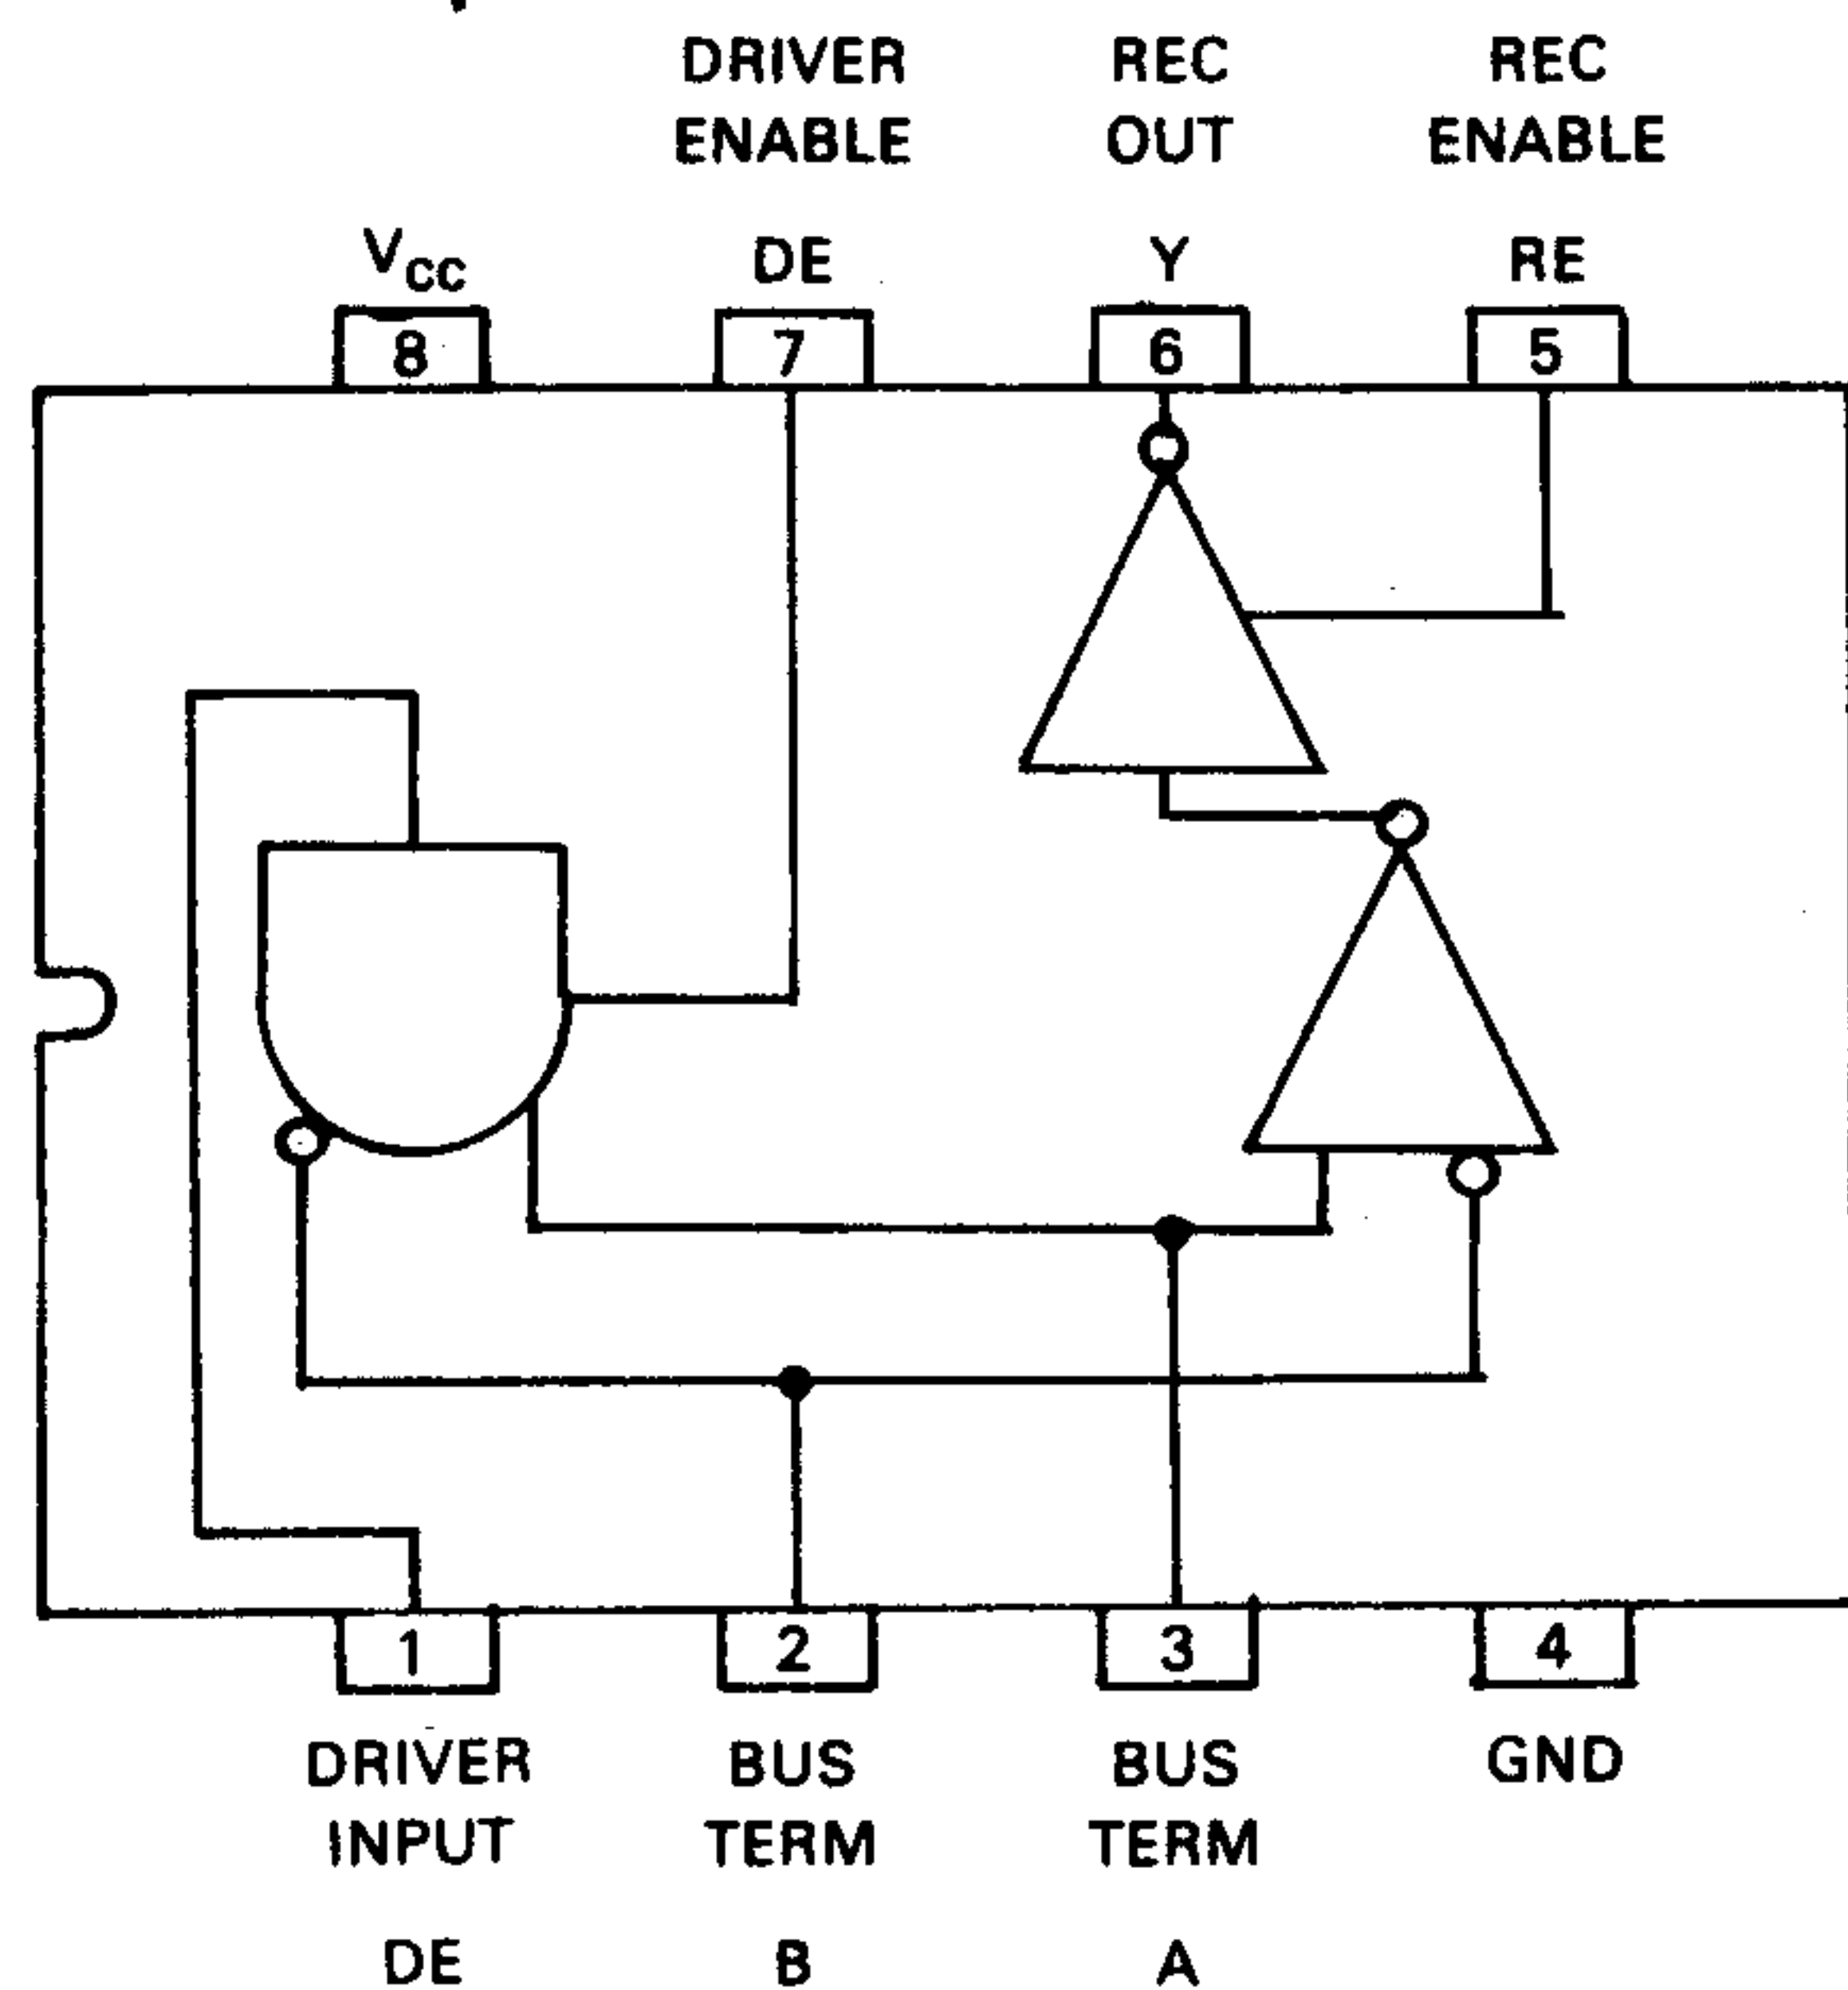 DRIVER REC REC
ENABLE OUT ENABLE
VCC DE Y RE
8 7 6 5
1 2 3 4
DRIVER BUS BUS GND
INPUT TERM TERM
DE B A